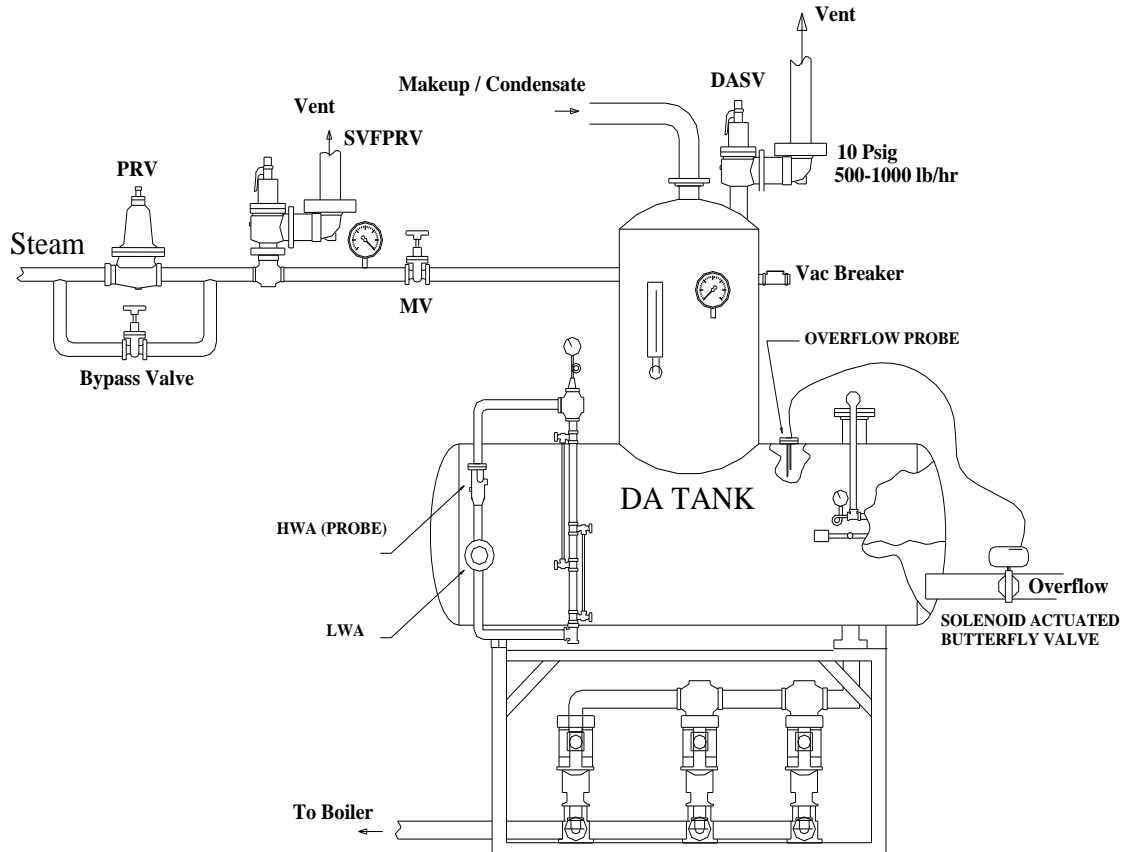 Vent
DASV
Makeup / Condensate
Vent
SVFPRV
PRV
10 Psig
500-1000 lb/hr
Steam
Vac Breaker
MV
OVERFLOW PROBE
Bypass Valve
DA TANK
HWA (PROBE)
Overflow
SOLENOID ACTUATED
BUTTERFLY VALVE
LWA
To Boiler